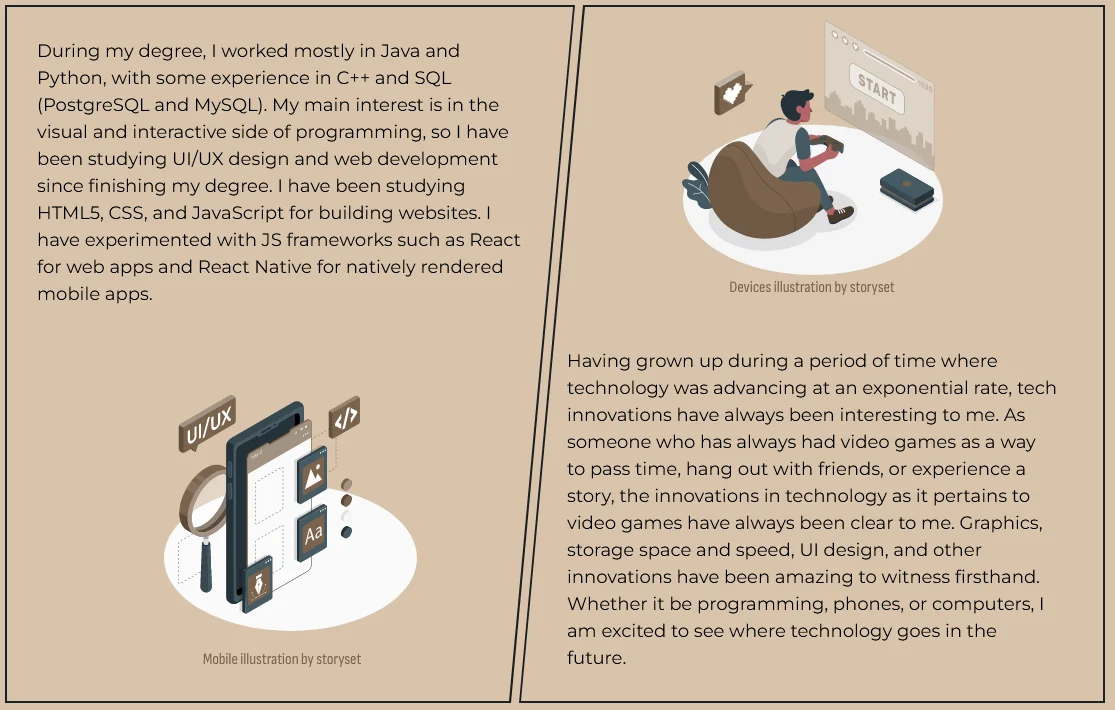 During my degree, I worked mostly in Java and
Python, with some experience in C++ and SQL
(PostgreSQL and MySQL). My main interest is in the
visual and interactive side of programming, so I have
been studying UI/UX design and web development
since finishing my degree. I have been studying
HTML5, CSS, and JavaScript for building websites. I
have experimented with JS frameworks such as React
for web apps and React Native for natively rendered
mobile apps.
UI/UX
</>
Aa
Mobile illustration by storyset
START
Devices illustration by storyset
Having grown up during a period of time where
technology was advancing at an exponential rate, tech
innovations have always been interesting to me. As
someone who has always had video games as a way
to pass time, hang out with friends, or experience a
story, the innovations in technology as it pertains to
video games have always been clear to me. Graphics,
storage space and speed, UI design, and other
innovations have been amazing to witness firsthand.
Whether it be programming, phones, or computers, I
am excited to see where technology goes in the
future.